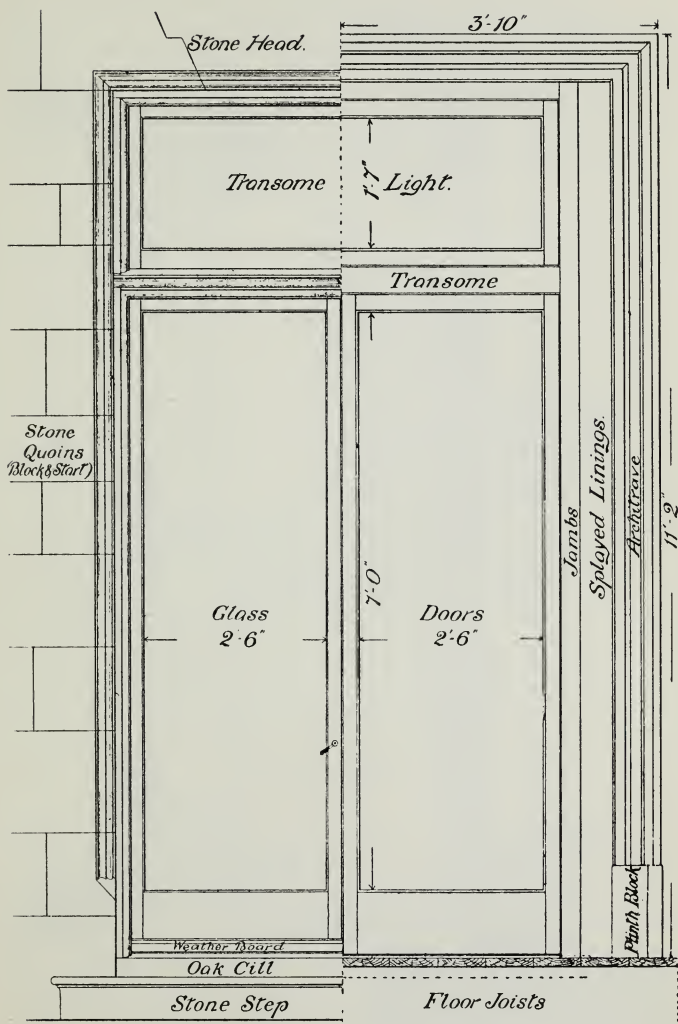 3'-10"
Stone Head.
Transome Light.
1'-7"
Transome
Stone
Quoins
(Block & Start)
Jambs
Splayed Linings.
Architrave
11'-2"
7'-0"
Glass
2'-6"
Doors
2'-6"
Plinth Block
Weather Board
Oak Cill
Stone Step
Floor Joists